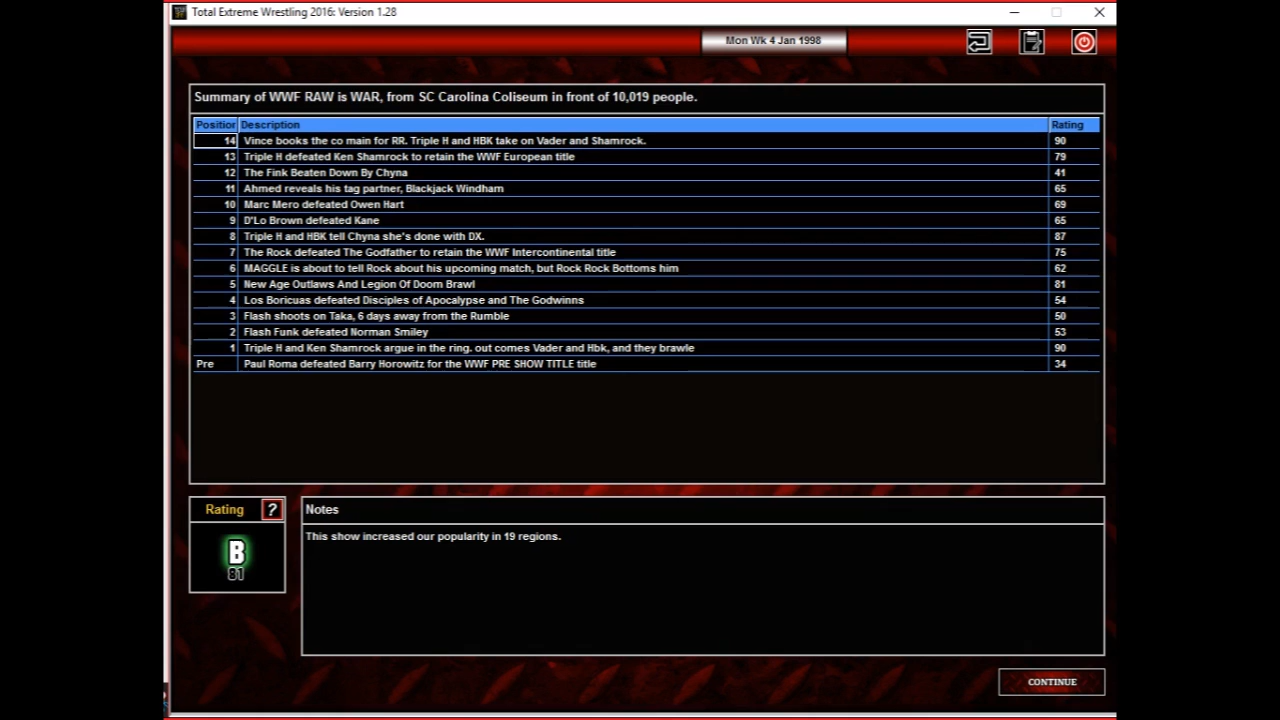 Total Extreme Wrestling 2016: Version 1.28
Mon Wk 4 Jan 1998
Summary of WWF RAW is WAR, from SC Carolina Coliseum in front of 10,019 people.
Position Description Rating
14 Vince books the co main for RR. Triple H and HBK take on Vader and Shamrock. 90
13 Triple H defeated Ken Shamrock to retain the WWF European title 79
12 The Fink Beaten Down By Chyna 41
11 Ahmed reveals his tag partner, Blackjack Windham 65
10 Marc Mero defeated Owen Hart 69
9 D'Lo Brown defeated Kane 65
8 Triple H and HBK tell Chyna she's done with DX. 87
7 The Rock defeated The Godfather to retain the WWF Intercontinental title 75
6 MAGGLE is about to tell Rock about his upcoming match, but Rock Rock Bottoms him 62
5 New Age Outlaws And Legion Of Doom Brawl 81
4 Los Boricuas defeated Disciples of Apocalypse and The Godwinns 54
3 Flash shoots on Taka, 6 days away from the Rumble 50
2 Flash Funk defeated Norman Smiley 53
1 Triple H and Ken Shamrock argue in the ring. out comes Vader and Hbk, and they brawle 90
Pre Paul Roma defeated Barry Horowitz for the WWF PRE SHOW TITLE title 34
Rating ?
B
81
Notes
This show increased our popularity in 19 regions.
CONTINUE